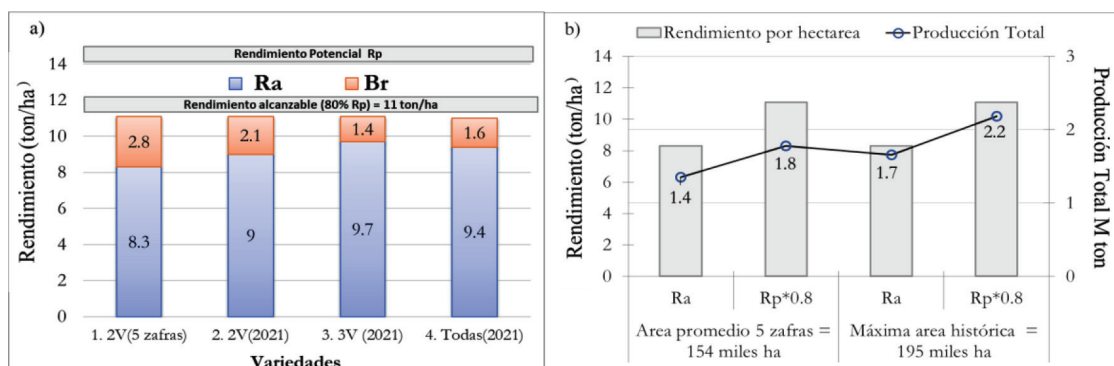 a)
Rendimiento Potencial Rp
Ra
Br
Rendimiento alcanzable (80% Rp) = 11 ton/ha
Rendimiento (ton/ha)
14
12
10
8
6
4
2
0
2.8
2.1
1.4
1.6
8.3
9
9.7
9.4
1. 2V(5 zafras)
2. 2V(2021)
3. 3V (2021)
4. Todas(2021)
Variedades
b)
Rendimiento por hectarea
Producción Total
Rendimiento (ton/ha)
14
12
10
8
6
4
2
0
1.4
1.8
1.7
2.2
3
2
1
0
Producción Total M ton
Ra
Rp*0.8
Ra
Rp*0.8
Area promedio 5 zafras =
154 miles ha
Máxima area histórica =
195 miles ha